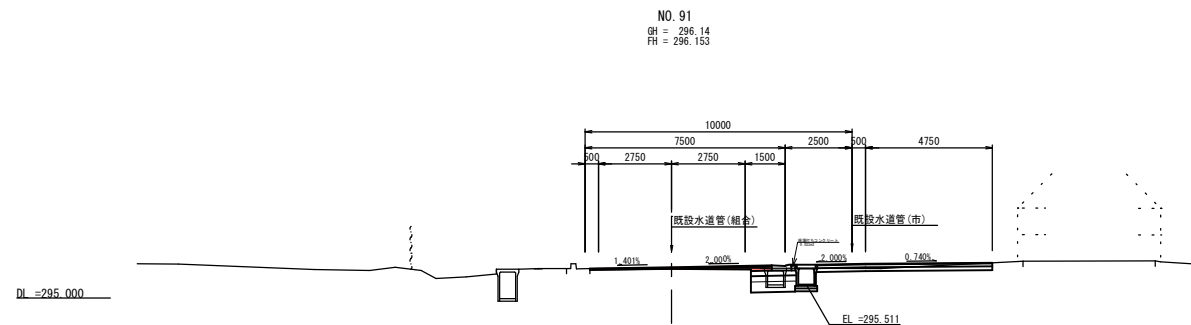 NO. 91
GH = 296.14
FH = 296.153
10000
7500 2500 500 4750
500 2750 2750 1500
既設水道管(組合) 既設水道管(市)
1.401% 2.000% 2.000% 0.740%
DL =295.000
EL =295.511